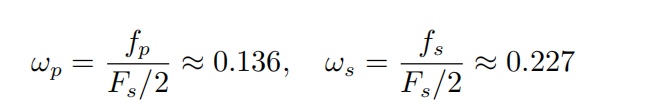 ωₚ = fₚ / (Fₛ/2) ≈ 0.136, ωₛ = fₛ / (Fₛ/2) ≈ 0.227